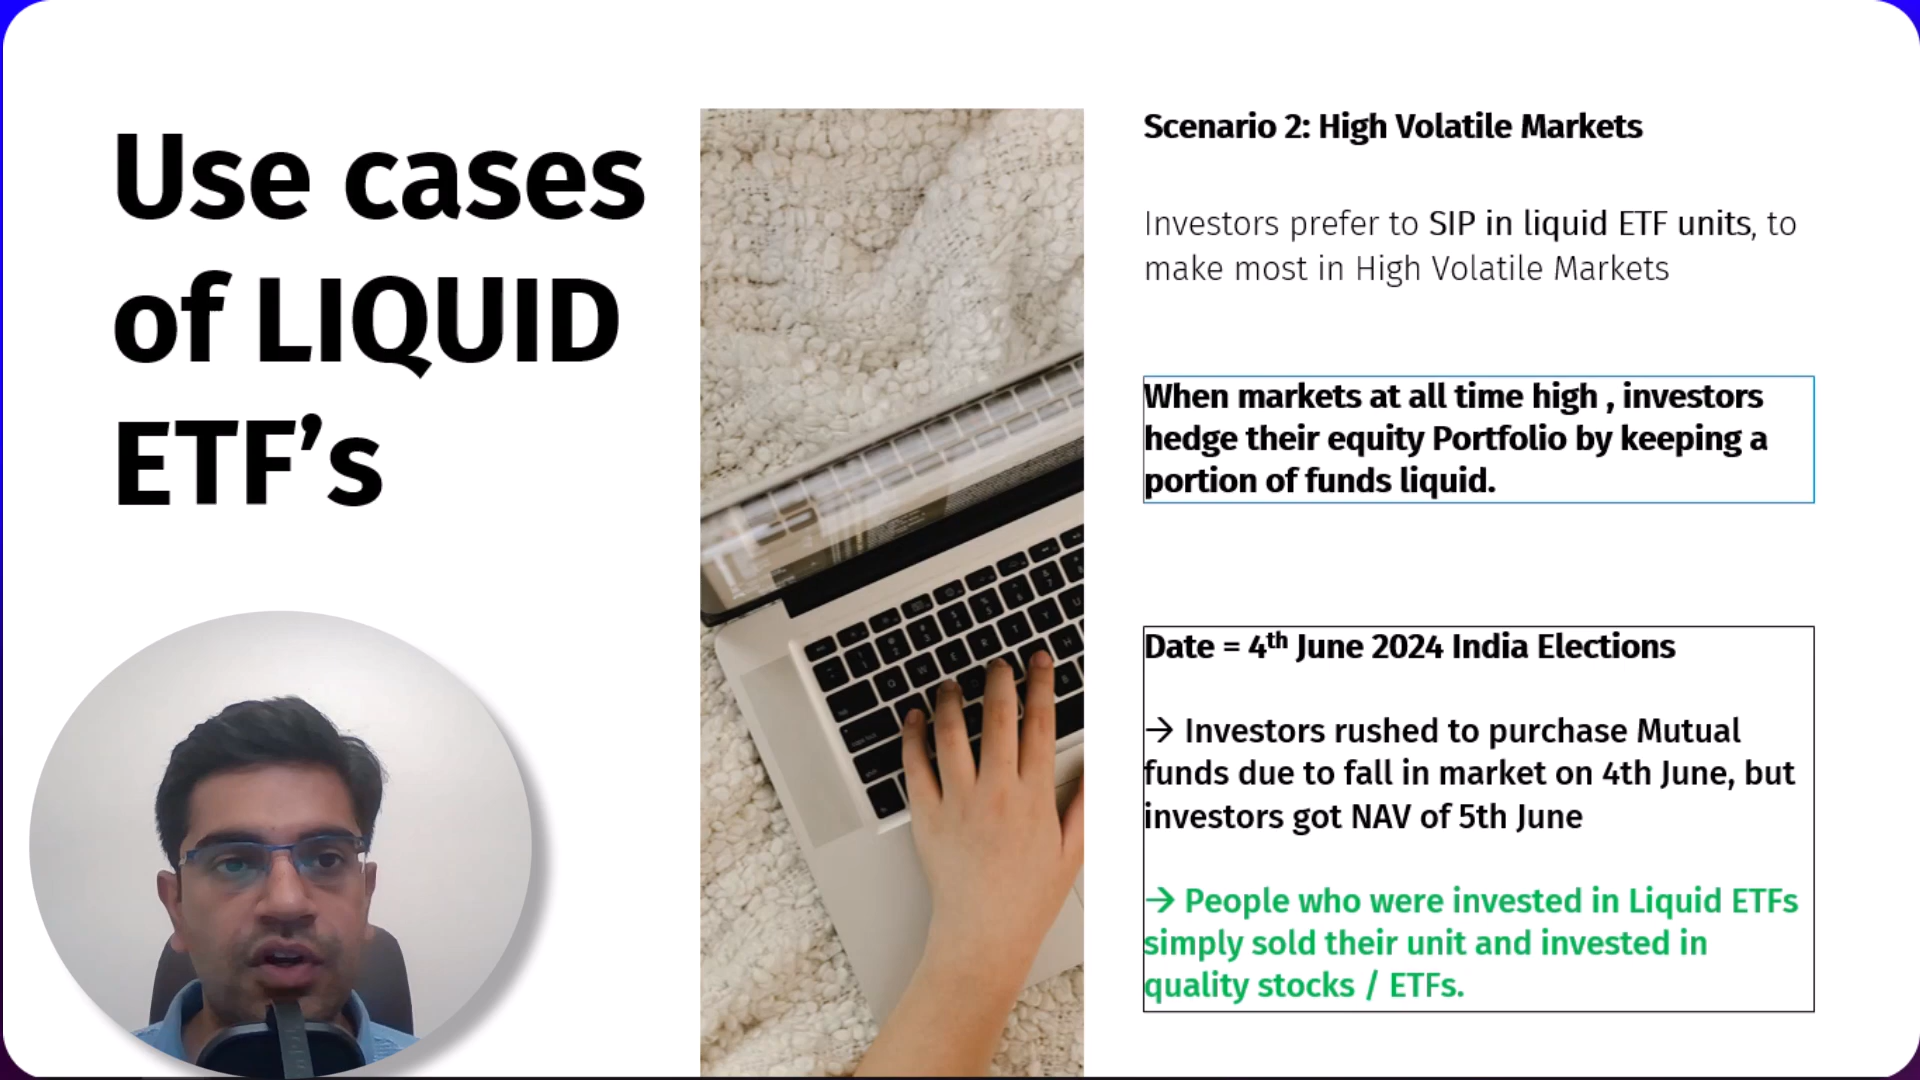 Use cases
of LIQUID
ETF’s
Scenario 2: High Volatile Markets
Investors prefer to SIP in liquid ETF units, to
make most in High Volatile Markets
When markets at all time high , investors
hedge their equity Portfolio by keeping a
portion of funds liquid.
Date = 4th June 2024 India Elections
→ Investors rushed to purchase Mutual
funds due to fall in market on 4th June, but
investors got NAV of 5th June
→ People who were invested in Liquid ETFs
simply sold their unit and invested in
quality stocks / ETFs.